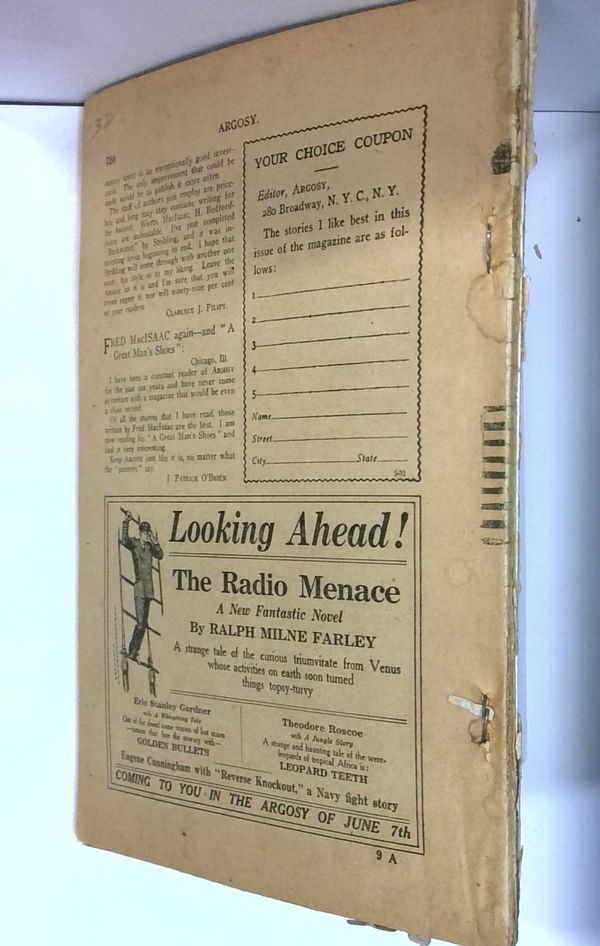 ARGOSY.
720
money spent is an exceptionally good invest-
ment. The only improvement that could be
made would be to publish it more often.
The staff of authors you employ are price-
less and long may they continue writing for
the Argosy. Worts, MacIsaac, H. Bedford-
Jones are unbeatable. I've just completed
"Backwater," by Stribling, and it was in-
teresting from beginning to end. I hope that
Stribling will come through with another one
soon, his style is to my liking. Leave the
Argosy as it is and I'm sure that you will
never regret it, nor will ninety-nine per cent
of your readers.
Clarence J. Filipy.
FRED MacISAAC again—and "A
Great Man's Shoes":
Chicago, Ill
I have been a constant reader of Argosy
for the past six years and have never come
in contact with a magazine that would be even
a close second.
Of all the stories that I have read, those
written by Fred MacIsaac are the best. I am
now reading his "A Great Man's Shoes" and
find it very interesting.
Keep Argosy just like it is, no matter what
the "panners" say.
J. Patrick O'Brien
YOUR CHOICE COUPON
Editor, Argosy,
280 Broadway, N. Y. C., N. Y.
The stories I like best in this
issue of the magazine are as fol-
lows:
1
2
3
4
5
Name
Street
City State
5-31
Looking Ahead!
The Radio Menace
A New Fantastic Novel
By RALPH MILNE FARLEY
A strange tale of the curious triumvirate from Venus
whose activities on earth soon turned
things topsy-turvy
Erle Stanley Gardner
with A Whispering Tale
Out of the desert come rumors of lost mines
GOLDEN BULLETS
Theodore Roscoe
with A Jungle Story
A strange and haunting tale of the were-
leopards of tropical Africa is:
LEOPARD TEETH
Eugene Cunningham with "Reverse Knockout," a Navy fight story
COMING TO YOU IN THE ARGOSY OF JUNE 7th
9 A